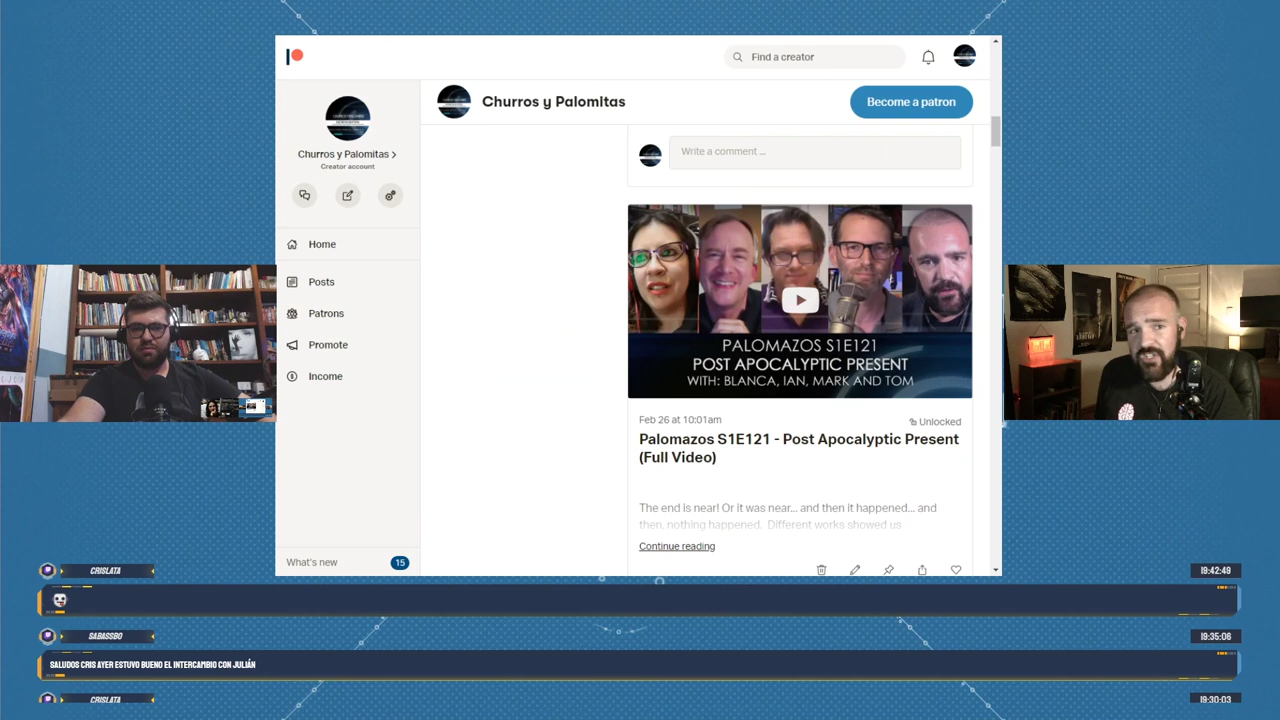 Find a creator
Churros y Palomitas
Become a patron
Churros y Palomitas
Creator account
Write a comment ...
Home
Posts
Patrons
Promote
Income
PALOMAZOS S1E121
POST APOCALYPTIC PRESENT
WITH: BLANCA, IAN, MARK AND TOM
Feb 26 at 10:01am
Unlocked
Palomazos S1E121 - Post Apocalyptic Present
(Full Video)
The end is near! Or it was near... and then it happened... and
then, nothing happened. Different works showed us
Continue reading
What's new
15
CRISLATA
19:42:49
SABASSBO
19:35:06
SALUDOS CRIS AYER ESTUVO BUENO EL INTERCAMBIO CON JULIÁN
CRISLATA
19:30:03